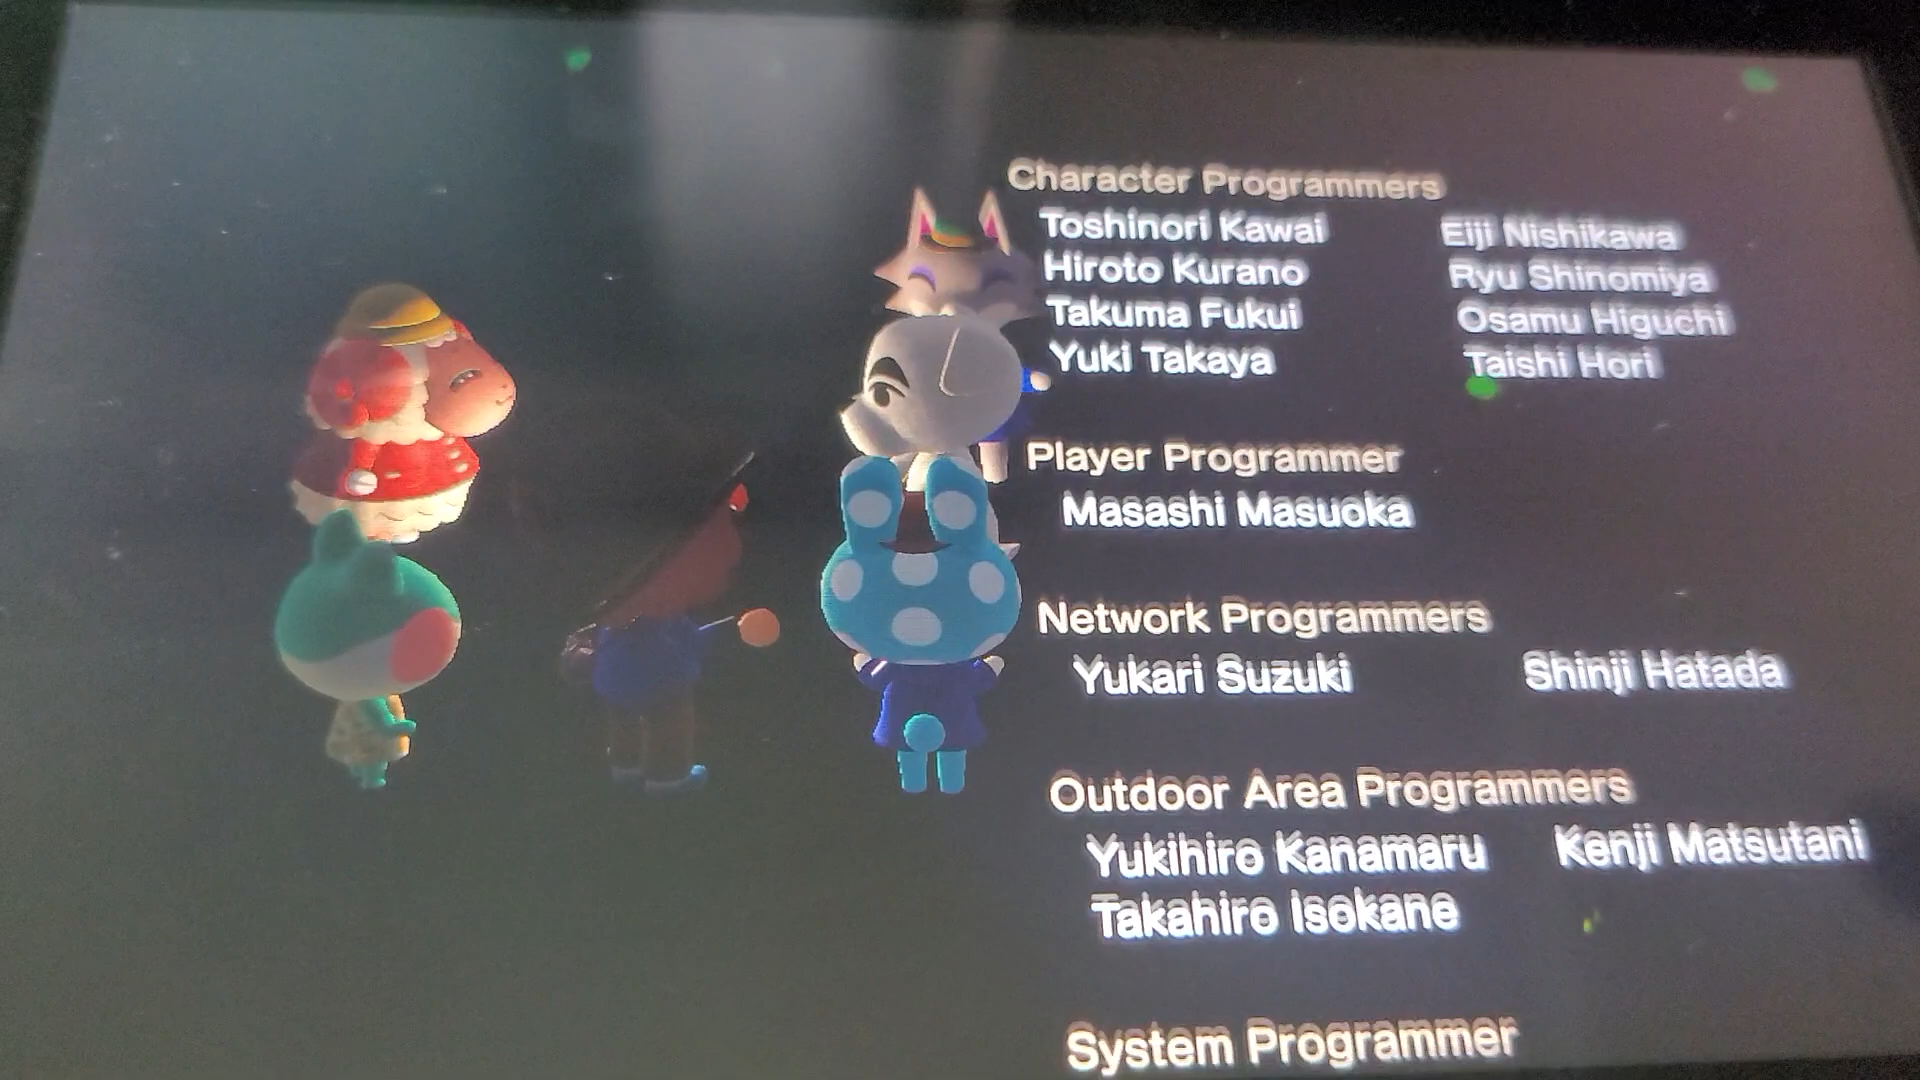 Character Programmers
Toshinori Kawai Eiji Nishikawa
Hiroto Kurano Ryu Shinomiya
Takuma Fukui Osamu Higuchi
Yuki Takaya Taishi Hori
Player Programmer
Masashi Masuoka
Network Programmers
Yukari Suzuki Shinji Hatada
Outdoor Area Programmers
Yukihiro Kanamaru Kenji Matsutani
Takahiro Isokane
System Programmer